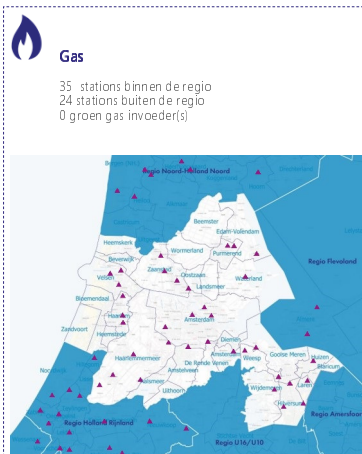 Gas
35 stations binnen de regio
24 stations buiten de regio
0 groen gas invoeder(s)
Regio Noord-Holland Noord
Beemster
Edam-Volendam
Heemskerk
Wormerland
Purmerend
Beverwijk
Zaanstad
Oostzaan
Waterland
Velsen
Landsmeer
Regio Flevoland
Bloemendaal
Haarlem
Amsterdam
Zandvoort
Heemstede
Diemen
Haarlemmermeer
Amstelveen
Weesp
Gooise Meren
Huizen
De Ronde Venen
Blaricum
Aalsmeer
Uithoorn
Wijdemeren
Laren
Hilversum
Regio Amersfoort
Regio Holland Rijnland
Regio U16/U10